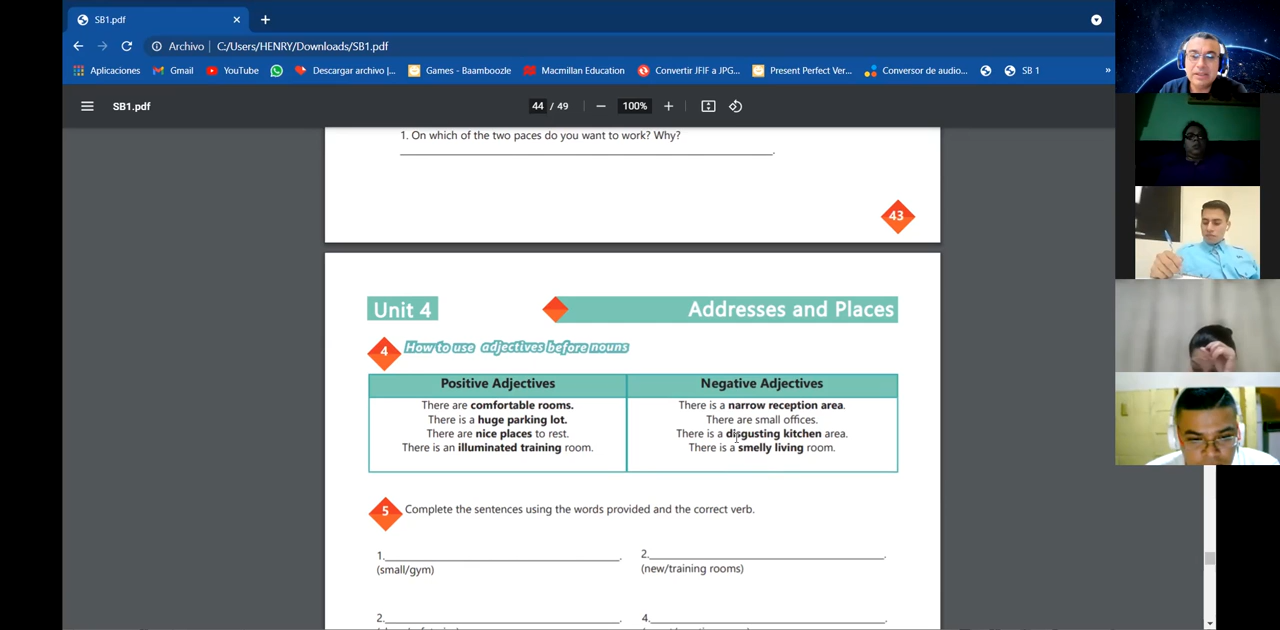 SB1.pdf
Archivo C:/Users/HENRY/Downloads/SB1.pdf
Aplicaciones Gmail YouTube Descargar archivo |... Games - Baamboozle Macmillan Education Convertir JFIF a JPG... Present Perfect Ver... Conversor de audio... SB 1 »
SB1.pdf 44 / 49 100%
1. On which of the two paces do you want to work? Why?
43
Unit 4 Addresses and Places
4 How to use adjectives before nouns
Positive Adjectives Negative Adjectives
There are comfortable rooms. There is a narrow reception area.
There is a huge parking lot. There are small offices.
There are nice places to rest. There is a disgusting kitchen area.
There is an illuminated training room. There is a smelly living room.
5 Complete the sentences using the words provided and the correct verb.
1. 2.
(small/gym) (new/training rooms)
2. 4.